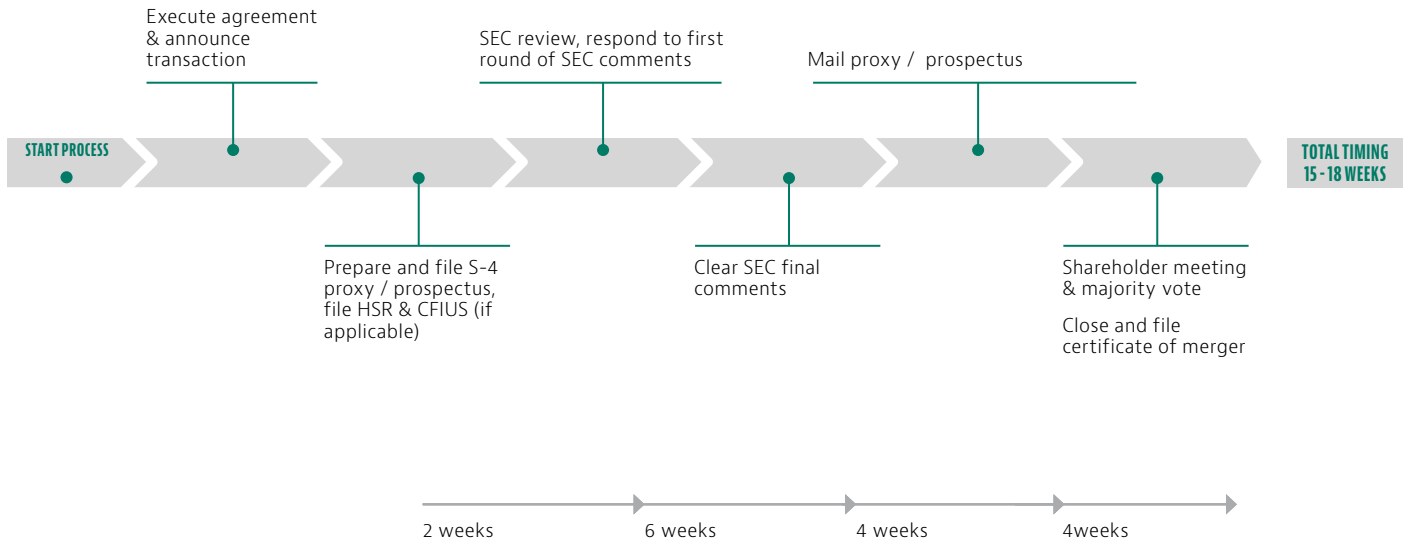 Execute agreement
& announce
transaction
SEC review, respond to first
round of SEC comments
Mail proxy / prospectus
START PROCESS
TOTAL TIMING
15 - 18 WEEKS
Prepare and file S-4
proxy / prospectus,
file HSR & CFIUS (if
applicable)
Clear SEC final
comments
Shareholder meeting
& majority vote
Close and file
certificate of merger
2 weeks
6 weeks
4 weeks
4weeks